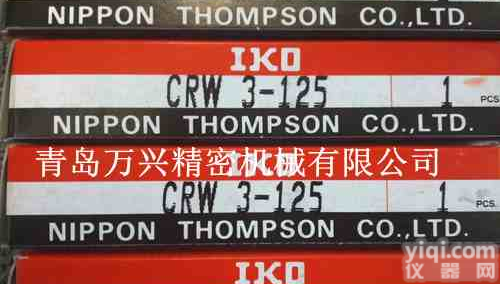 NIPPON THOMPSON CO.,LTD.
IKO
CRW 3-125 1 PCS.
NIPPON THOMPSON CO.,LTD.
IKO
青岛万兴精密机械有限公司
CRW 3-125 1 PCS.
NIPPON THOMPSON CO.,LTD.
IKO
yiqi.com
仪器网